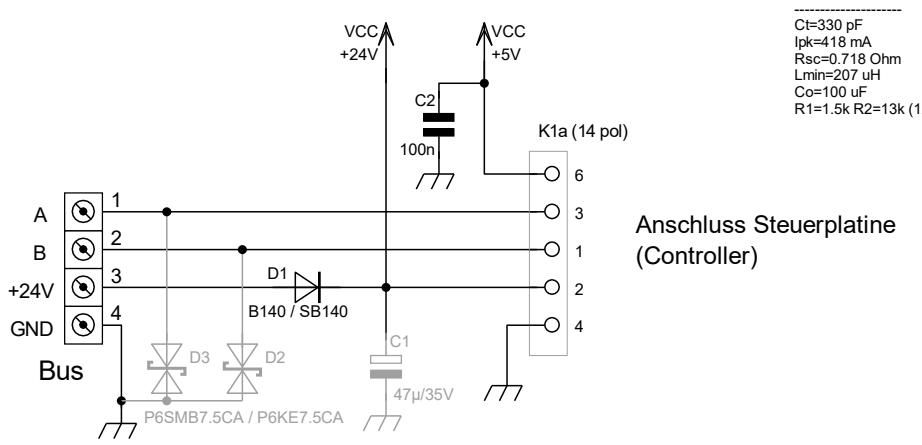 --------------------
Ct=330 pF
Ipk=418 mA
Rsc=0.718 Ohm
Lmin=207 uH
Co=100 uF
R1=1.5k R2=13k (1
VCC
+24V
VCC
+5V
C2
100n
K1a (14 pol)
6
3
1
2
4
Anschluss Steuerplatine
(Controller)
A
1
B
2
+24V
3
GND
4
Bus
D1
B140 / SB140
D3
D2
P6SMB7.5CA / P6KE7.5CA
C1
47µ/35V